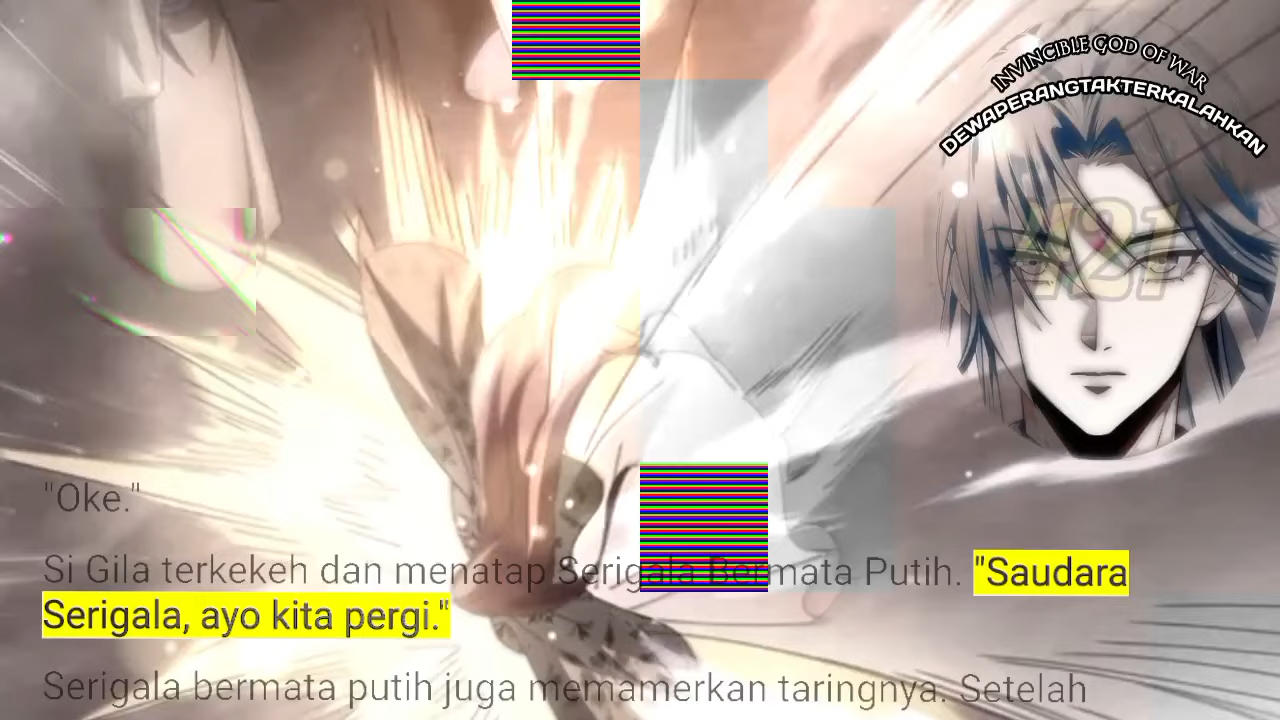 INVINCIBLE GOD OF WAR
DEWAPERANGTAKTERKALAHKAN
421
"Oke."
Si Gila terkekeh dan menatap Serigala Bermata Putih. "Saudara
Serigala, ayo kita pergi."
Serigala bermata putih juga memamerkan taringnya. Setelah